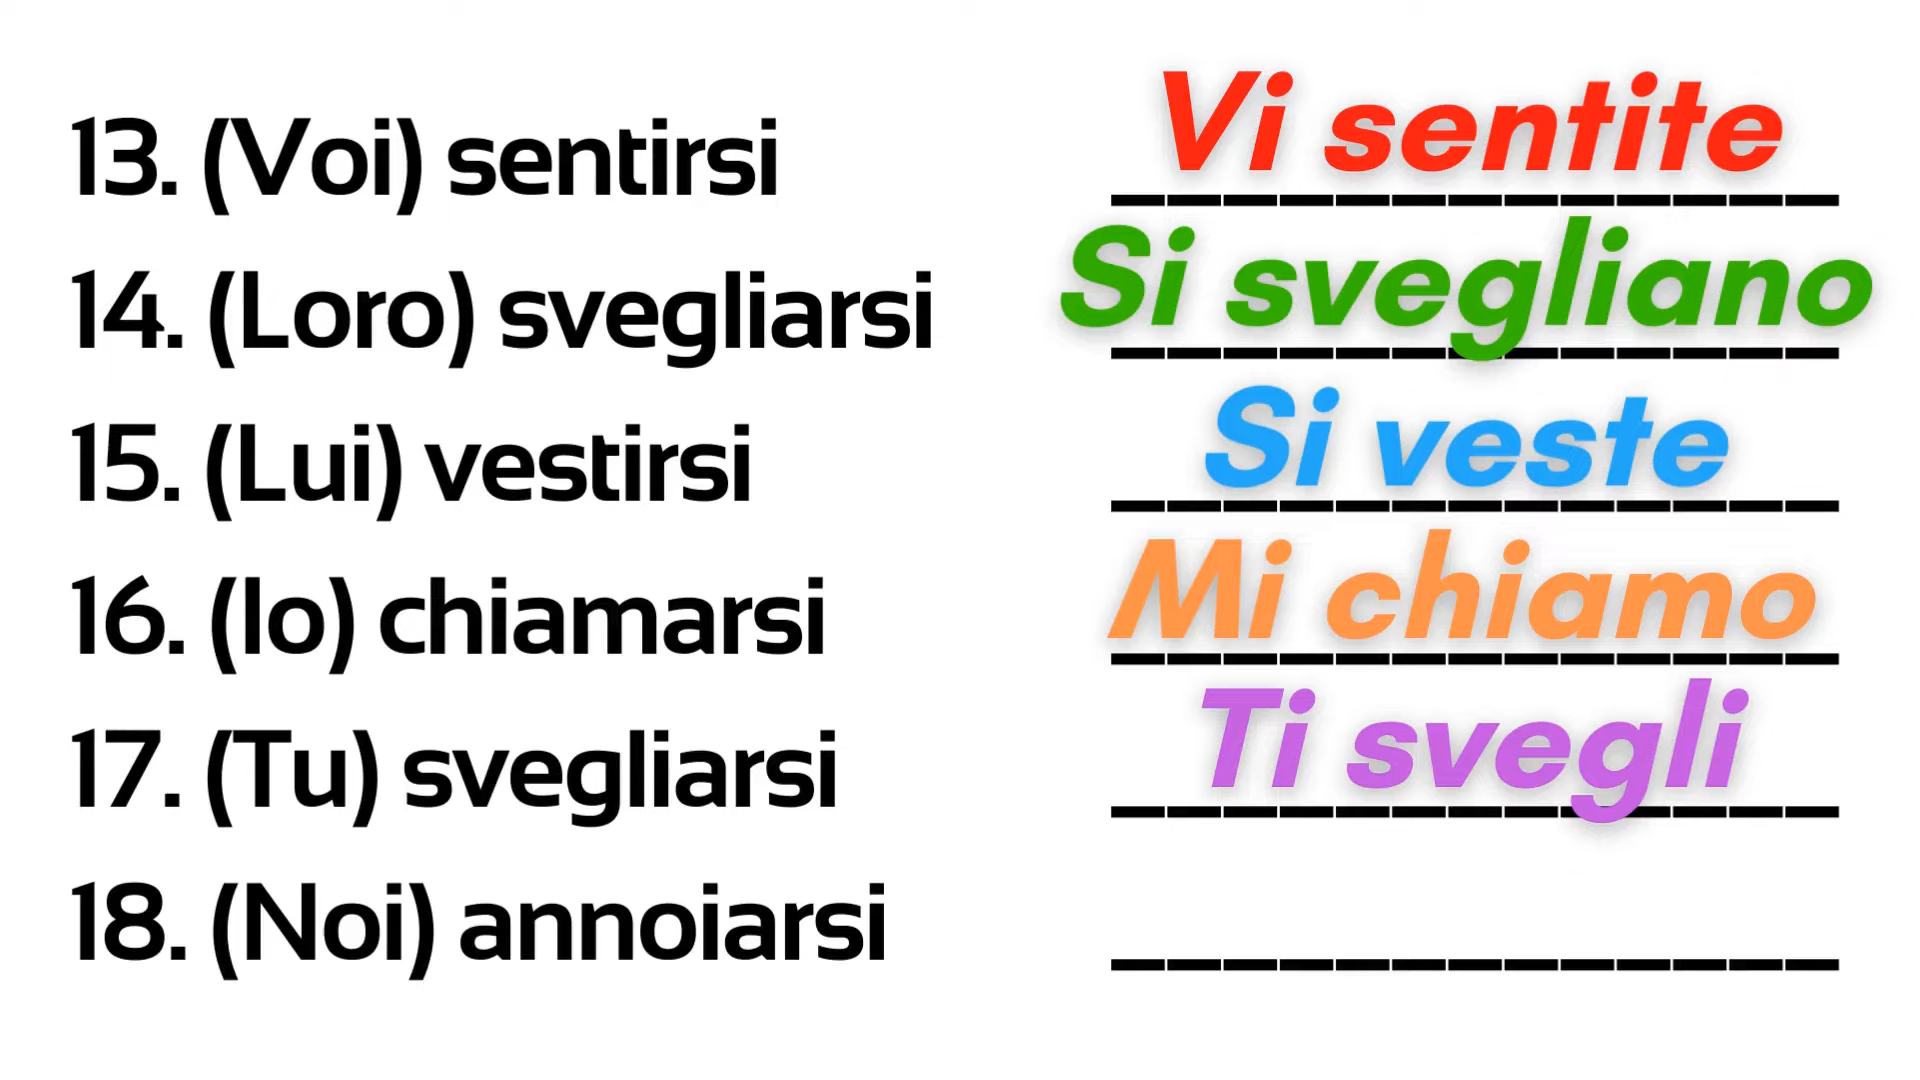 13. (Voi) sentirsi Vi sentite
14. (Loro) svegliarsi Si svegliano
15. (Lui) vestirsi Si veste
16. (Io) chiamarsi Mi chiamo
17. (Tu) svegliarsi Ti svegli
18. (Noi) annoiarsi